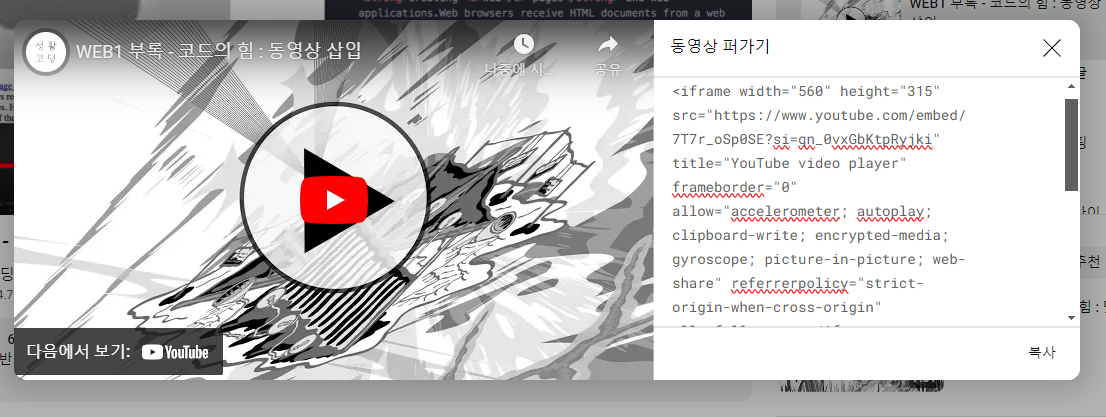 applications.Web browsers receive HTML documents from a web
WEB1 부록 - 코드의 힘 : 동영상
생활
코딩
WEB1 부록 - 코드의 힘 : 동영상 삽입
나중에 시...
공유
다음에서 보기: YouTube
동영상 퍼가기
<iframe width="560" height="315"
src="https://www.youtube.com/embed/
7T7r_oSp0SE?si=qn_0vxGbKtpRyjki"
title="YouTube video player"
frameborder="0"
allow="accelerometer; autoplay;
clipboard-write; encrypted-media;
gyroscope; picture-in-picture; web-
share" referrerpolicy="strict-
origin-when-cross-origin"
복사
추천